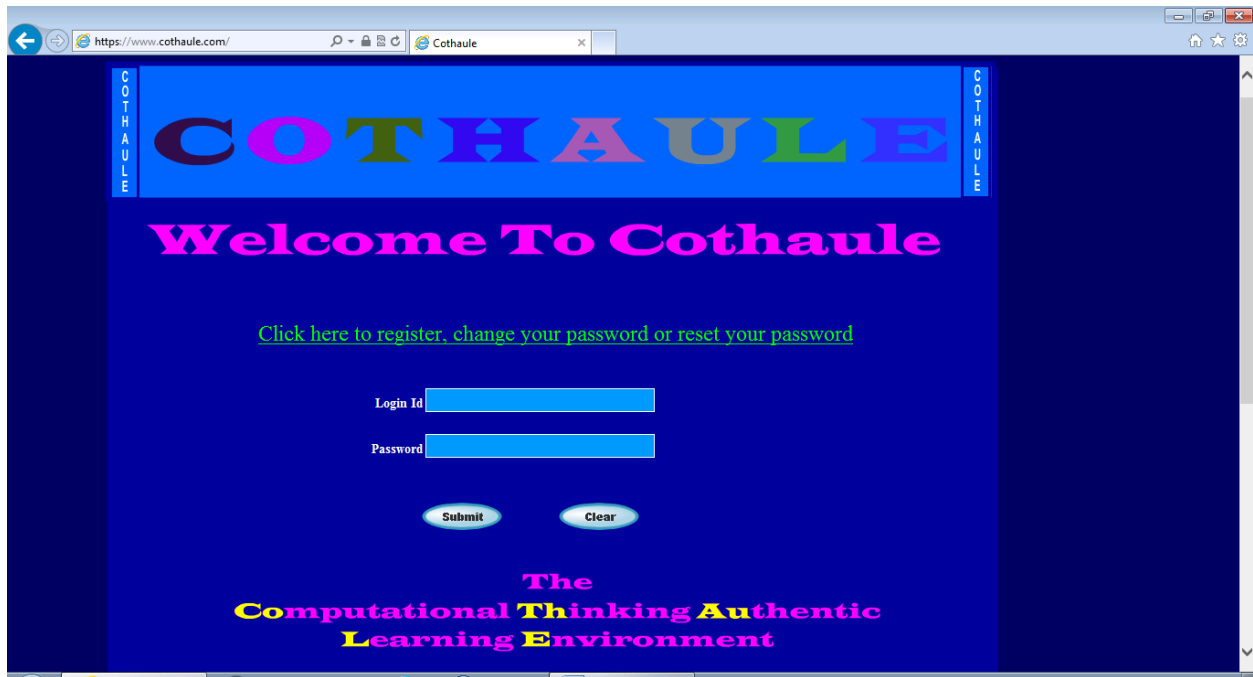 https://www.cothaule.com/
Cothaule
COTHAULE
COTHAULE
COTHAULE
Welcome To Cothaule
Click here to register, change your password or reset your password
Login Id
Password
Submit Clear
The
Computational Thinking Authentic
Learning Environment